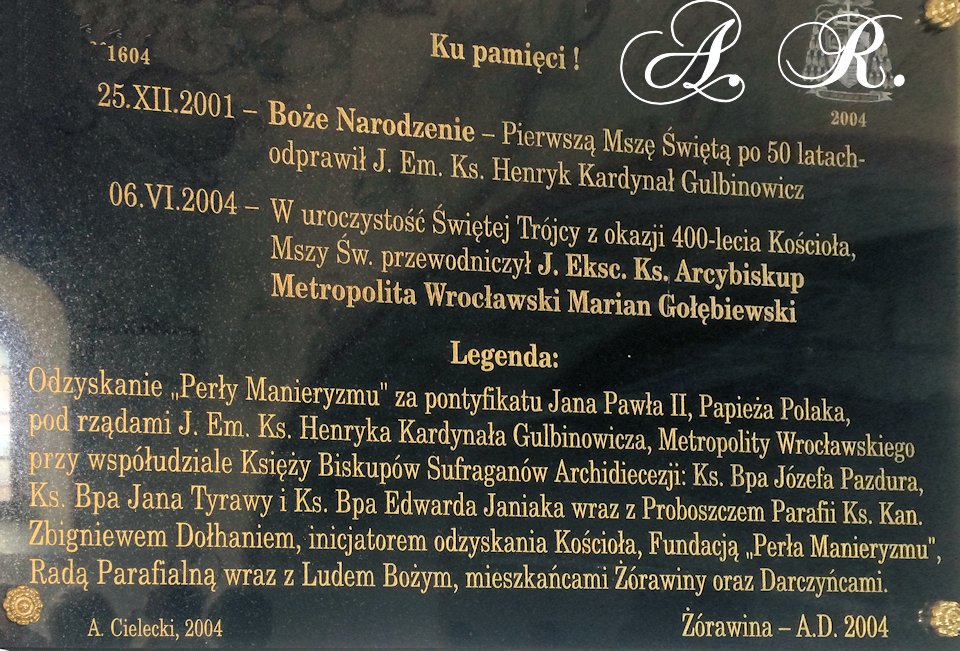 A. R.
1604
Ku pamięci !
2004
25.XII.2001 – Boże Narodzenie – Pierwszą Mszę Świętą po 50 latach-
odprawił J. Em. Ks. Henryk Kardynał Gulbinowicz
06.VI.2004 – W uroczystość Świętej Trójcy z okazji 400-lecia Kościoła,
Mszy Św. przewodniczył J. Eksc. Ks. Arcybiskup
Metropolita Wrocławski Marian Gołębiewski
Legenda:
Odzyskanie „Perły Manieryzmu" za pontyfikatu Jana Pawła II, Papieża Polaka,
pod rządami J. Em. Ks. Henryka Kardynała Gulbinowicza, Metropolity Wrocławskiego
przy współudziale Księży Biskupów Sufraganów Archidiecezji: Ks. Bpa Józefa Pazdura,
Ks. Bpa Jana Tyrawy i Ks. Bpa Edwarda Janiaka wraz z Proboszczem Parafii Ks. Kan.
Zbigniewem Dołhaniem, inicjatorem odzyskania Kościoła, Fundacją „Perła Manieryzmu",
Radą Parafialną wraz z Ludem Bożym, mieszkańcami Żórawiny oraz Darczyńcami.
A. Cielecki, 2004
Żórawina – A.D. 2004